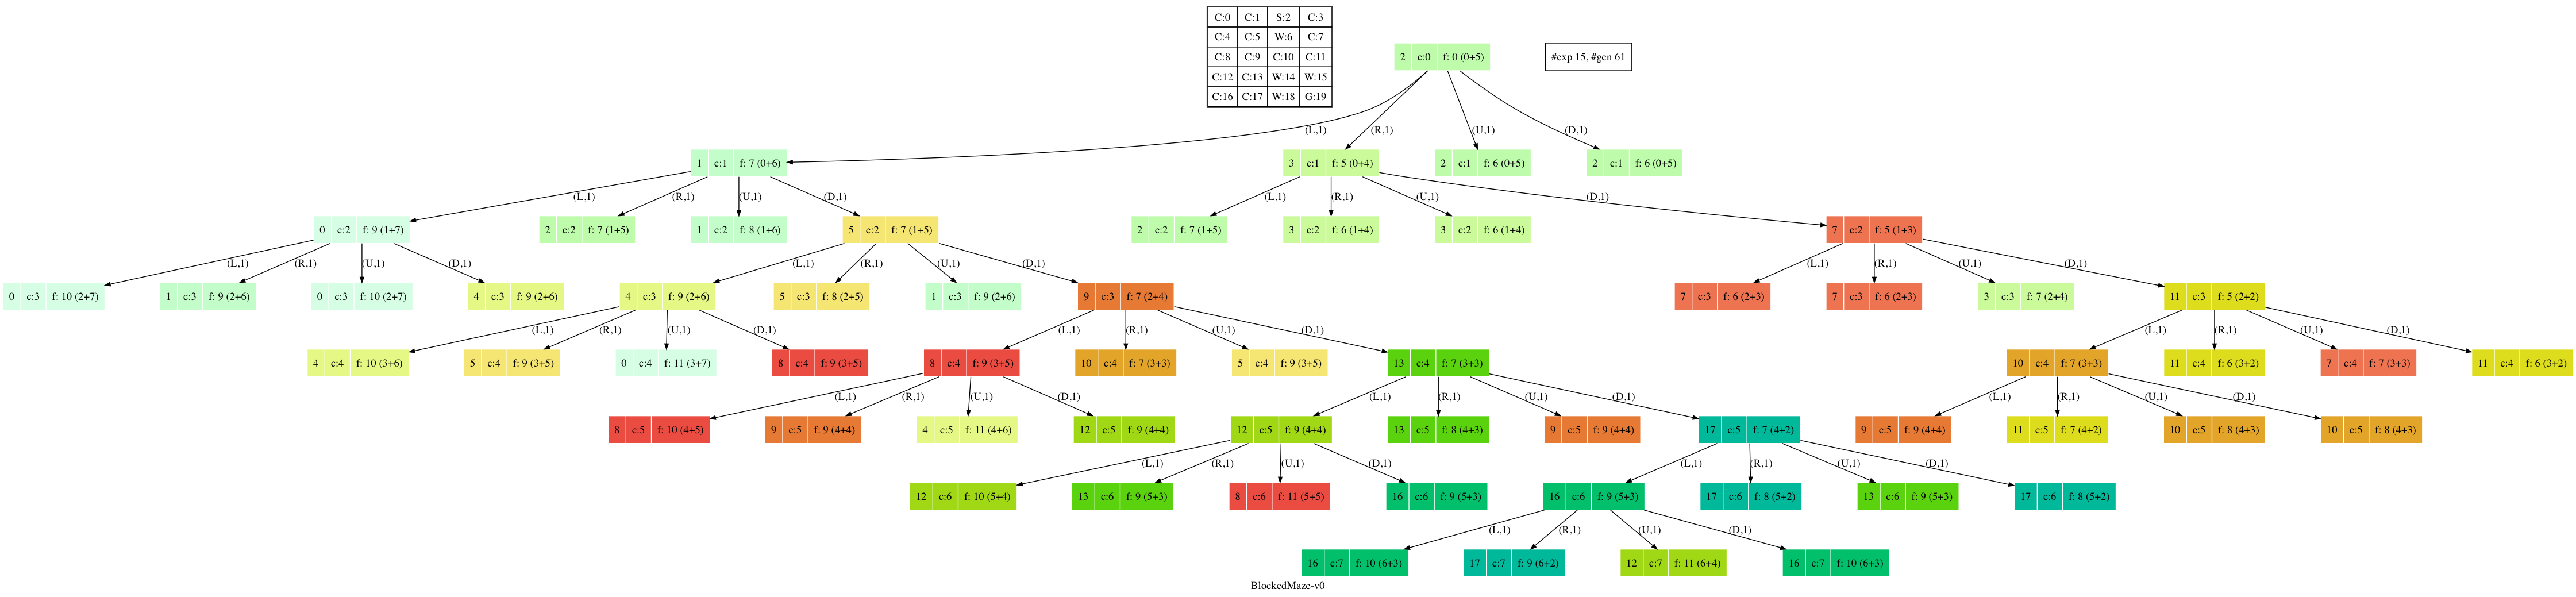 C:0 C:1 S:2 C:3
C:4 C:5 W:6 C:7
C:8 C:9 C:10 C:11
C:12 C:13 W:14 W:15
C:16 C:17 W:18 G:19
2 c:0 f: 0 (0+5)
#exp 15, #gen 61
(L,1) (R,1) (U,1) (D,1)
1 c:1 f: 7 (0+6) 3 c:1 f: 5 (0+4) 2 c:1 f: 6 (0+5) 2 c:1 f: 6 (0+5)
(L,1) (R,1) (U,1) (D,1) (L,1) (R,1) (U,1) (D,1)
0 c:2 f: 9 (1+7) 2 c:2 f: 7 (1+5) 1 c:2 f: 8 (1+6) 5 c:2 f: 7 (1+5) 2 c:2 f: 7 (1+5) 3 c:2 f: 6 (1+4) 3 c:2 f: 6 (1+4) 7 c:2 f: 5 (1+3)
(L,1) (R,1) (U,1) (D,1) (L,1) (R,1) (U,1) (D,1) (L,1) (R,1) (U,1) (D,1)
0 c:3 f: 10 (2+7) 1 c:3 f: 9 (2+6) 0 c:3 f: 10 (2+7) 4 c:3 f: 9 (2+6) 4 c:3 f: 9 (2+6) 5 c:3 f: 8 (2+5) 1 c:3 f: 9 (2+6) 9 c:3 f: 7 (2+4) 7 c:3 f: 6 (2+3) 7 c:3 f: 6 (2+3) 3 c:3 f: 7 (2+4) 11 c:3 f: 5 (2+2)
(L,1) (R,1) (U,1) (D,1) (L,1) (R,1) (U,1) (D,1) (L,1) (R,1) (U,1) (D,1)
4 c:4 f: 10 (3+6) 5 c:4 f: 9 (3+5) 0 c:4 f: 11 (3+7) 8 c:4 f: 9 (3+5) 8 c:4 f: 9 (3+5) 10 c:4 f: 7 (3+3) 5 c:4 f: 9 (3+5) 13 c:4 f: 7 (3+3) 10 c:4 f: 7 (3+3) 11 c:4 f: 6 (3+2) 7 c:4 f: 7 (3+3) 11 c:4 f: 6 (3+2)
(L,1) (R,1) (U,1) (D,1) (L,1) (R,1) (U,1) (D,1) (L,1) (R,1) (U,1) (D,1)
8 c:5 f: 10 (4+5) 9 c:5 f: 9 (4+4) 4 c:5 f: 11 (4+6) 12 c:5 f: 9 (4+4) 12 c:5 f: 9 (4+4) 13 c:5 f: 8 (4+3) 9 c:5 f: 9 (4+4) 17 c:5 f: 7 (4+2) 9 c:5 f: 9 (4+4) 11 c:5 f: 7 (4+2) 10 c:5 f: 8 (4+3) 10 c:5 f: 8 (4+3)
(L,1) (R,1) (U,1) (D,1) (L,1) (R,1) (U,1) (D,1)
12 c:6 f: 10 (5+4) 13 c:6 f: 9 (5+3) 8 c:6 f: 11 (5+5) 16 c:6 f: 9 (5+3) 16 c:6 f: 9 (5+3) 17 c:6 f: 8 (5+2) 13 c:6 f: 9 (5+3) 17 c:6 f: 8 (5+2)
(L,1) (R,1) (U,1) (D,1)
16 c:7 f: 10 (6+3) 17 c:7 f: 9 (6+2) 12 c:7 f: 11 (6+4) 16 c:7 f: 10 (6+3)
BlockedMaze-v0